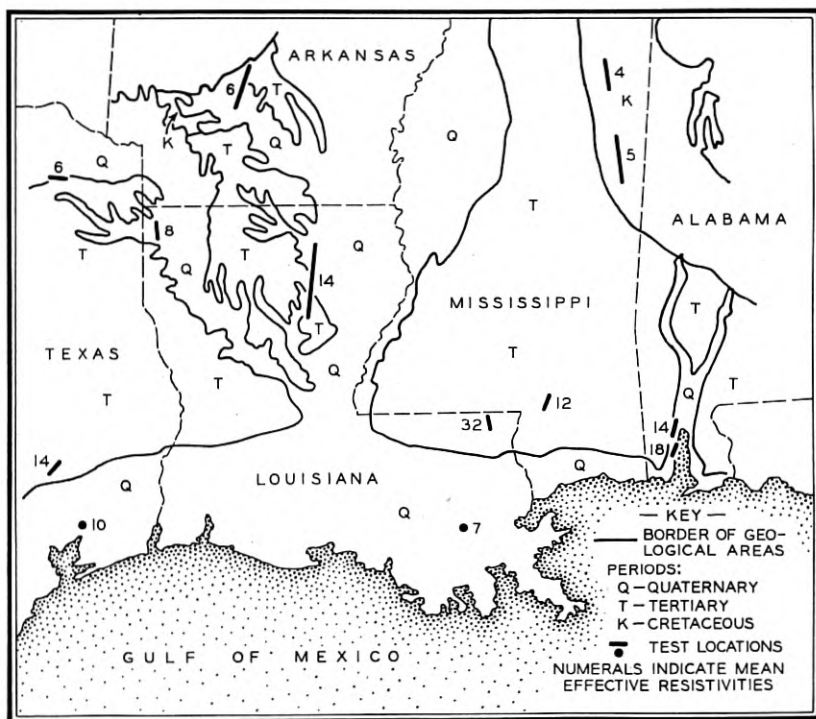 ARKANSAS
6
T
4
K
Q
K
T
Q
5
6
Q
T
ALABAMA
8
Q
Q
T
T
14
MISSISSIPPI
T
T
TEXAS
T
Q
T
T
T
Q
12
32
14
18
14
LOUISIANA
Q
Q
Q
10
7
— KEY —
BORDER OF GEO-
LOGICAL AREAS
PERIODS:
Q – QUATERNARY
T – TERTIARY
K – CRETACEOUS
TEST LOCATIONS
NUMERALS INDICATE MEAN
EFFECTIVE RESISTIVITIES
GULF OF MEXICO